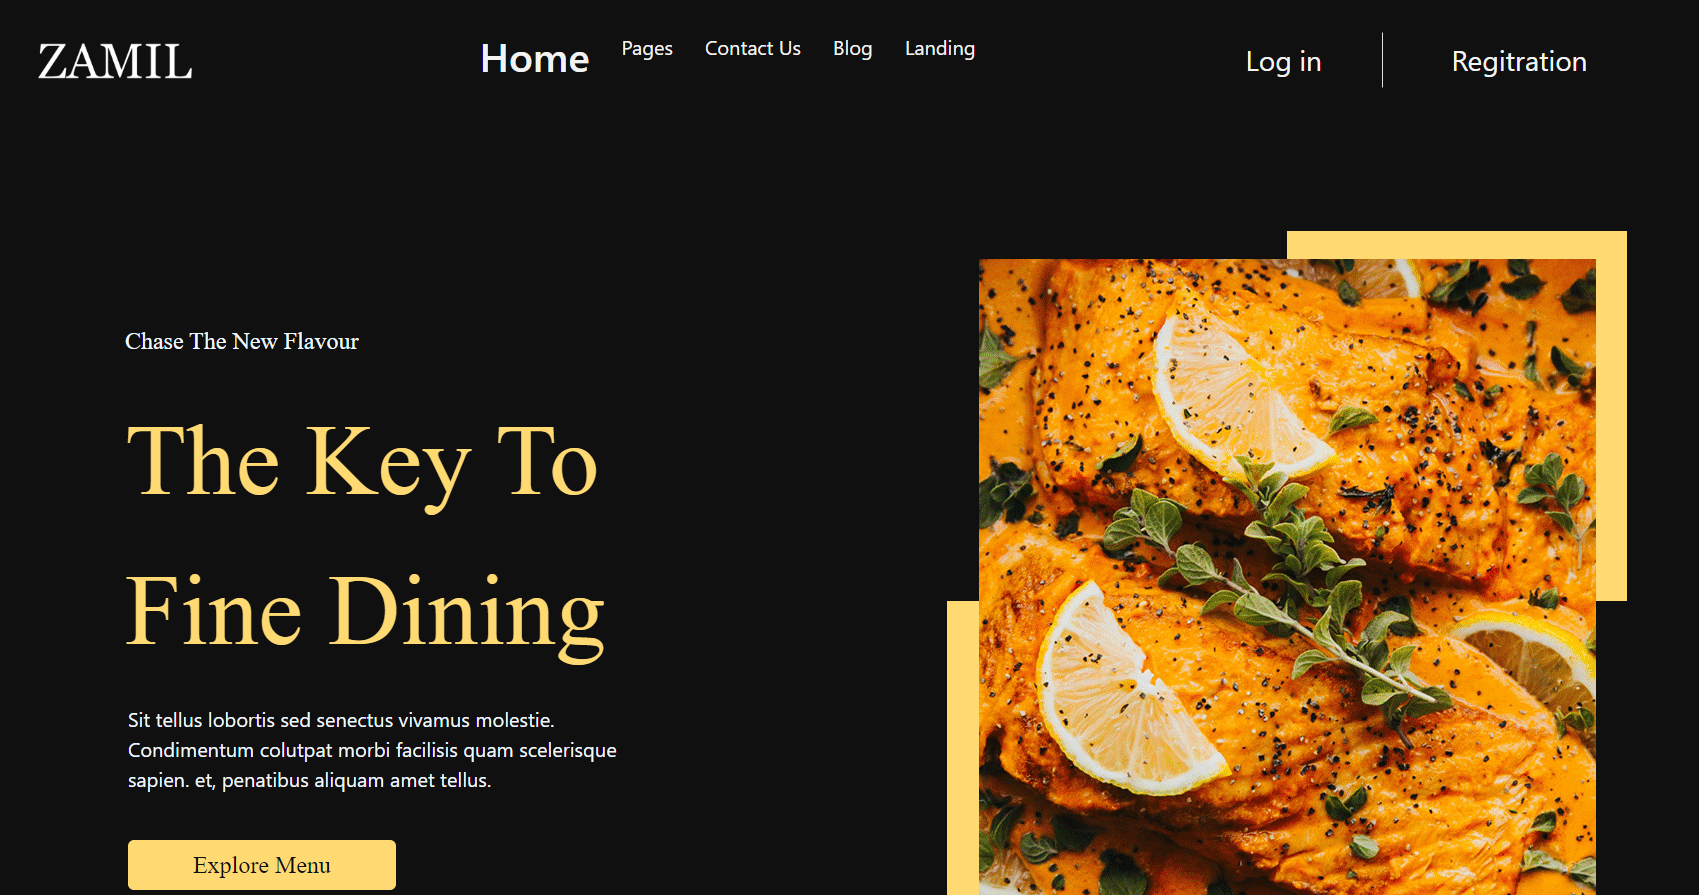 ZAMIL
Home Pages Contact Us Blog Landing
Log in
Regitration
Chase The New Flavour
The Key To
Fine Dining
Sit tellus lobortis sed senectus vivamus molestie.
Condimentum colutpat morbi facilisis quam scelerisque
sapien. et, penatibus aliquam amet tellus.
Explore Menu